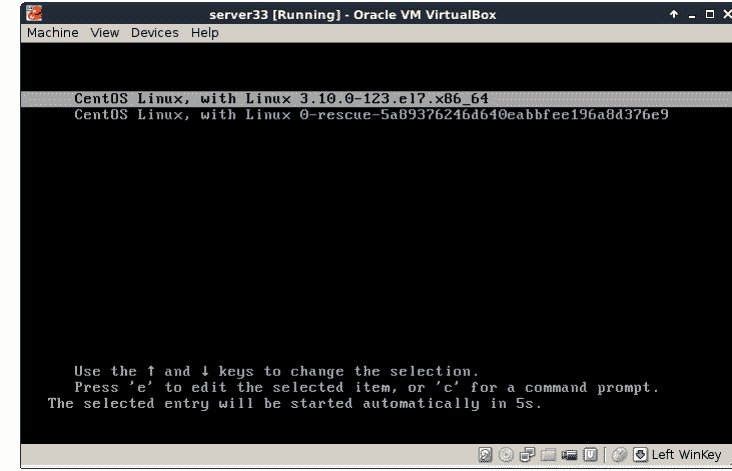 server33 [Running] - Oracle VM VirtualBox
Machine View Devices Help
CentOS Linux, with Linux 3.10.0-123.el7.x86_64
CentOS Linux, with Linux 0-rescue-5a89376246d640eabbfee196a8d376e9
Use the ↑ and ↓ keys to change the selection.
Press 'e' to edit the selected item, or 'c' for a command prompt.
The selected entry will be started automatically in 5s.
Left WinKey